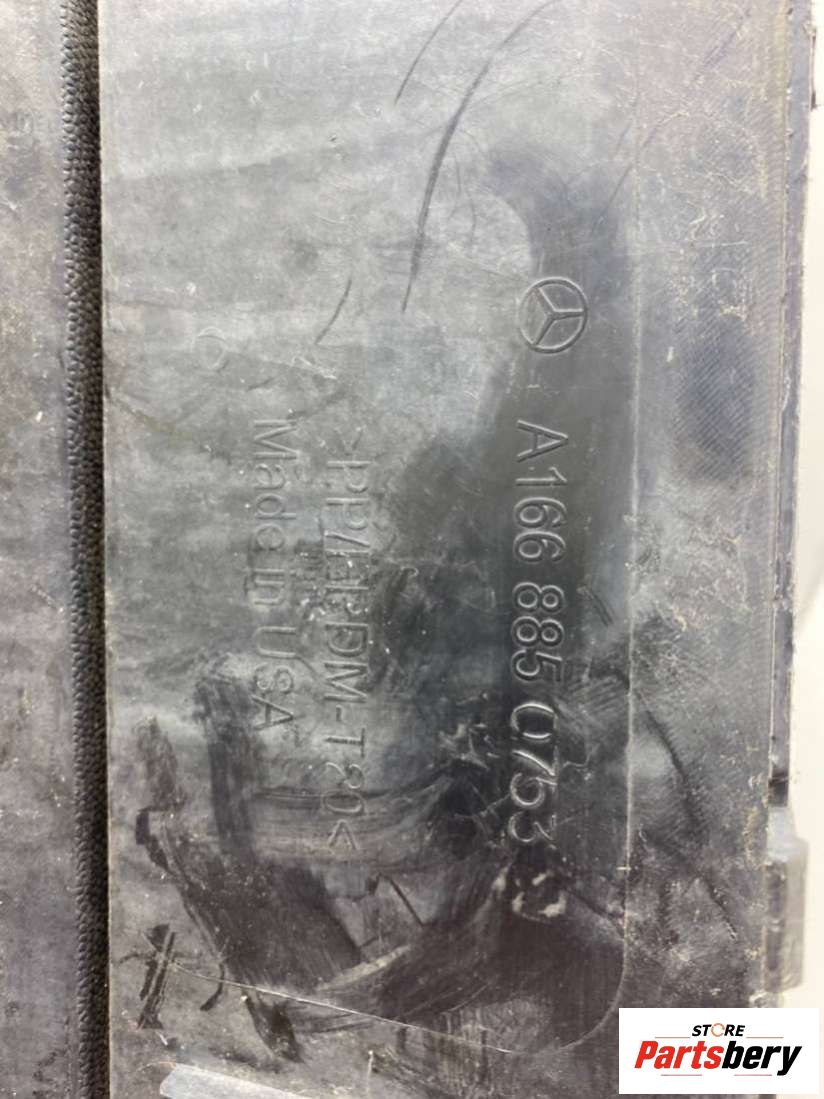 A166 885 0753
>PP/EPDM-T20<
Made in USA
STORE
Partsbery